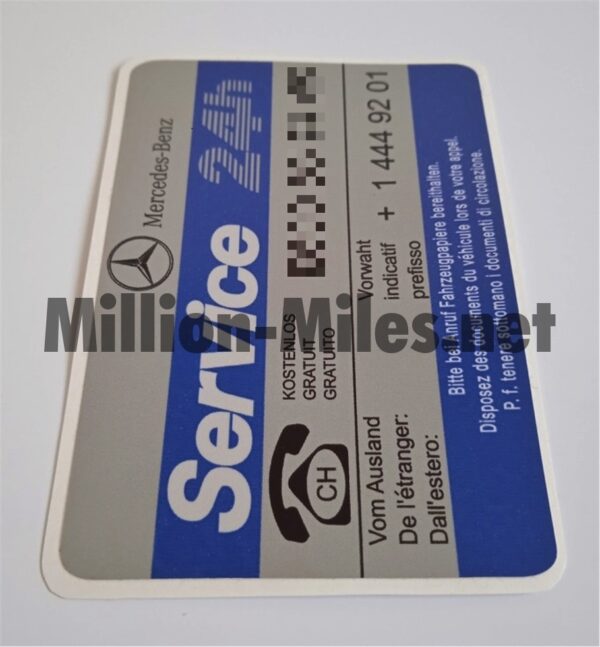 Mercedes-Benz
Service 24h
KOSTENLOS
GRATUIT
GRATUITO
CH
Vom Ausland
De l'étranger:
Dall'estero:
Vorwaht
indicatif + 1 444 92 01
prefisso
Bitte bei Anruf Fahrzeugpapiere bereithalten.
Disposez des documents du véhicule lors de votre appel.
P. f. tenere sottomano i documenti di circolazione.
Million-Miles.net